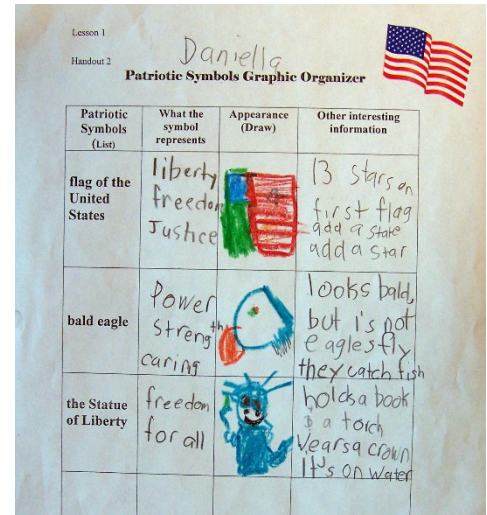 Lesson 1
Handout 2
Daniella
Patriotic Symbols Graphic Organizer
Patriotic
Symbols
(List)
What the
symbol
represents
Appearance
(Draw)
Other interesting
information
flag of the
United
States
liberty
freedom
Justice
13 stars on
first flag
add a state
add a star
bald eagle
Power
strength
caring
looks bald,
but is not
eagles fly
they catch fish
the Statue
of Liberty
freedom
for all
holds a book
& a torch
wears a crown
It's on water